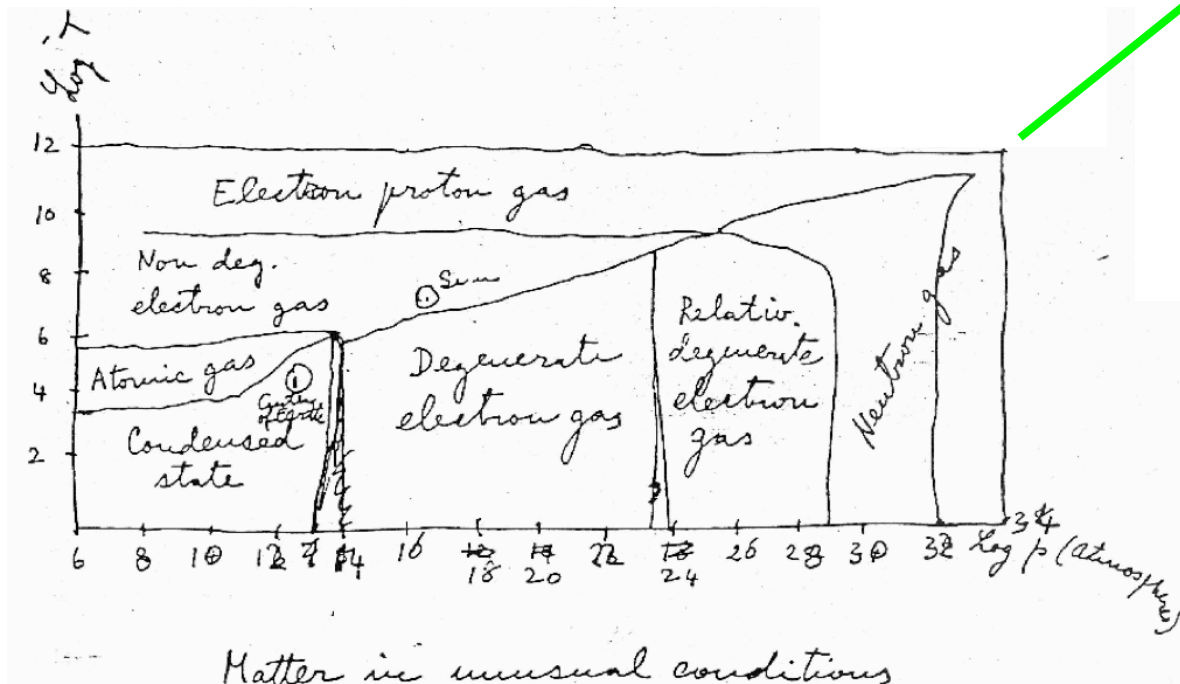 Log T
12
Electron proton gas
10
Non deg.
electron gas
8
Sun
6
Atomic gas
Degenerate
electron gas
Relativ.
degenerate
electron
gas
Neutron gas
4
Center
of Earth
Condensed
state
2
6 8 10 12 14 16 18 20 22 24 26 28 30 32 34
Log p (atmospheres)
Matter in unusual conditions